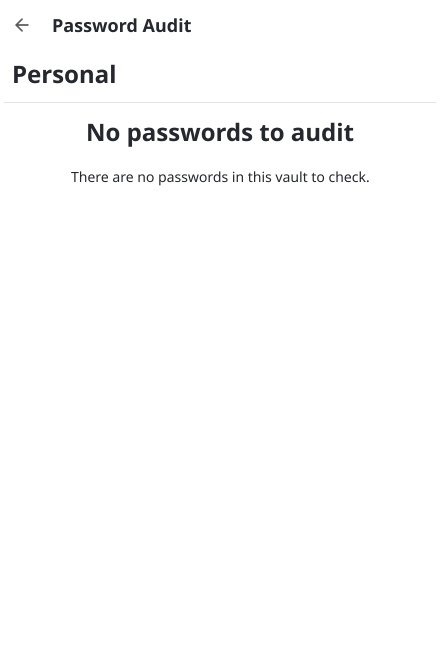 Password Audit
Personal
No passwords to audit
There are no passwords in this vault to check.